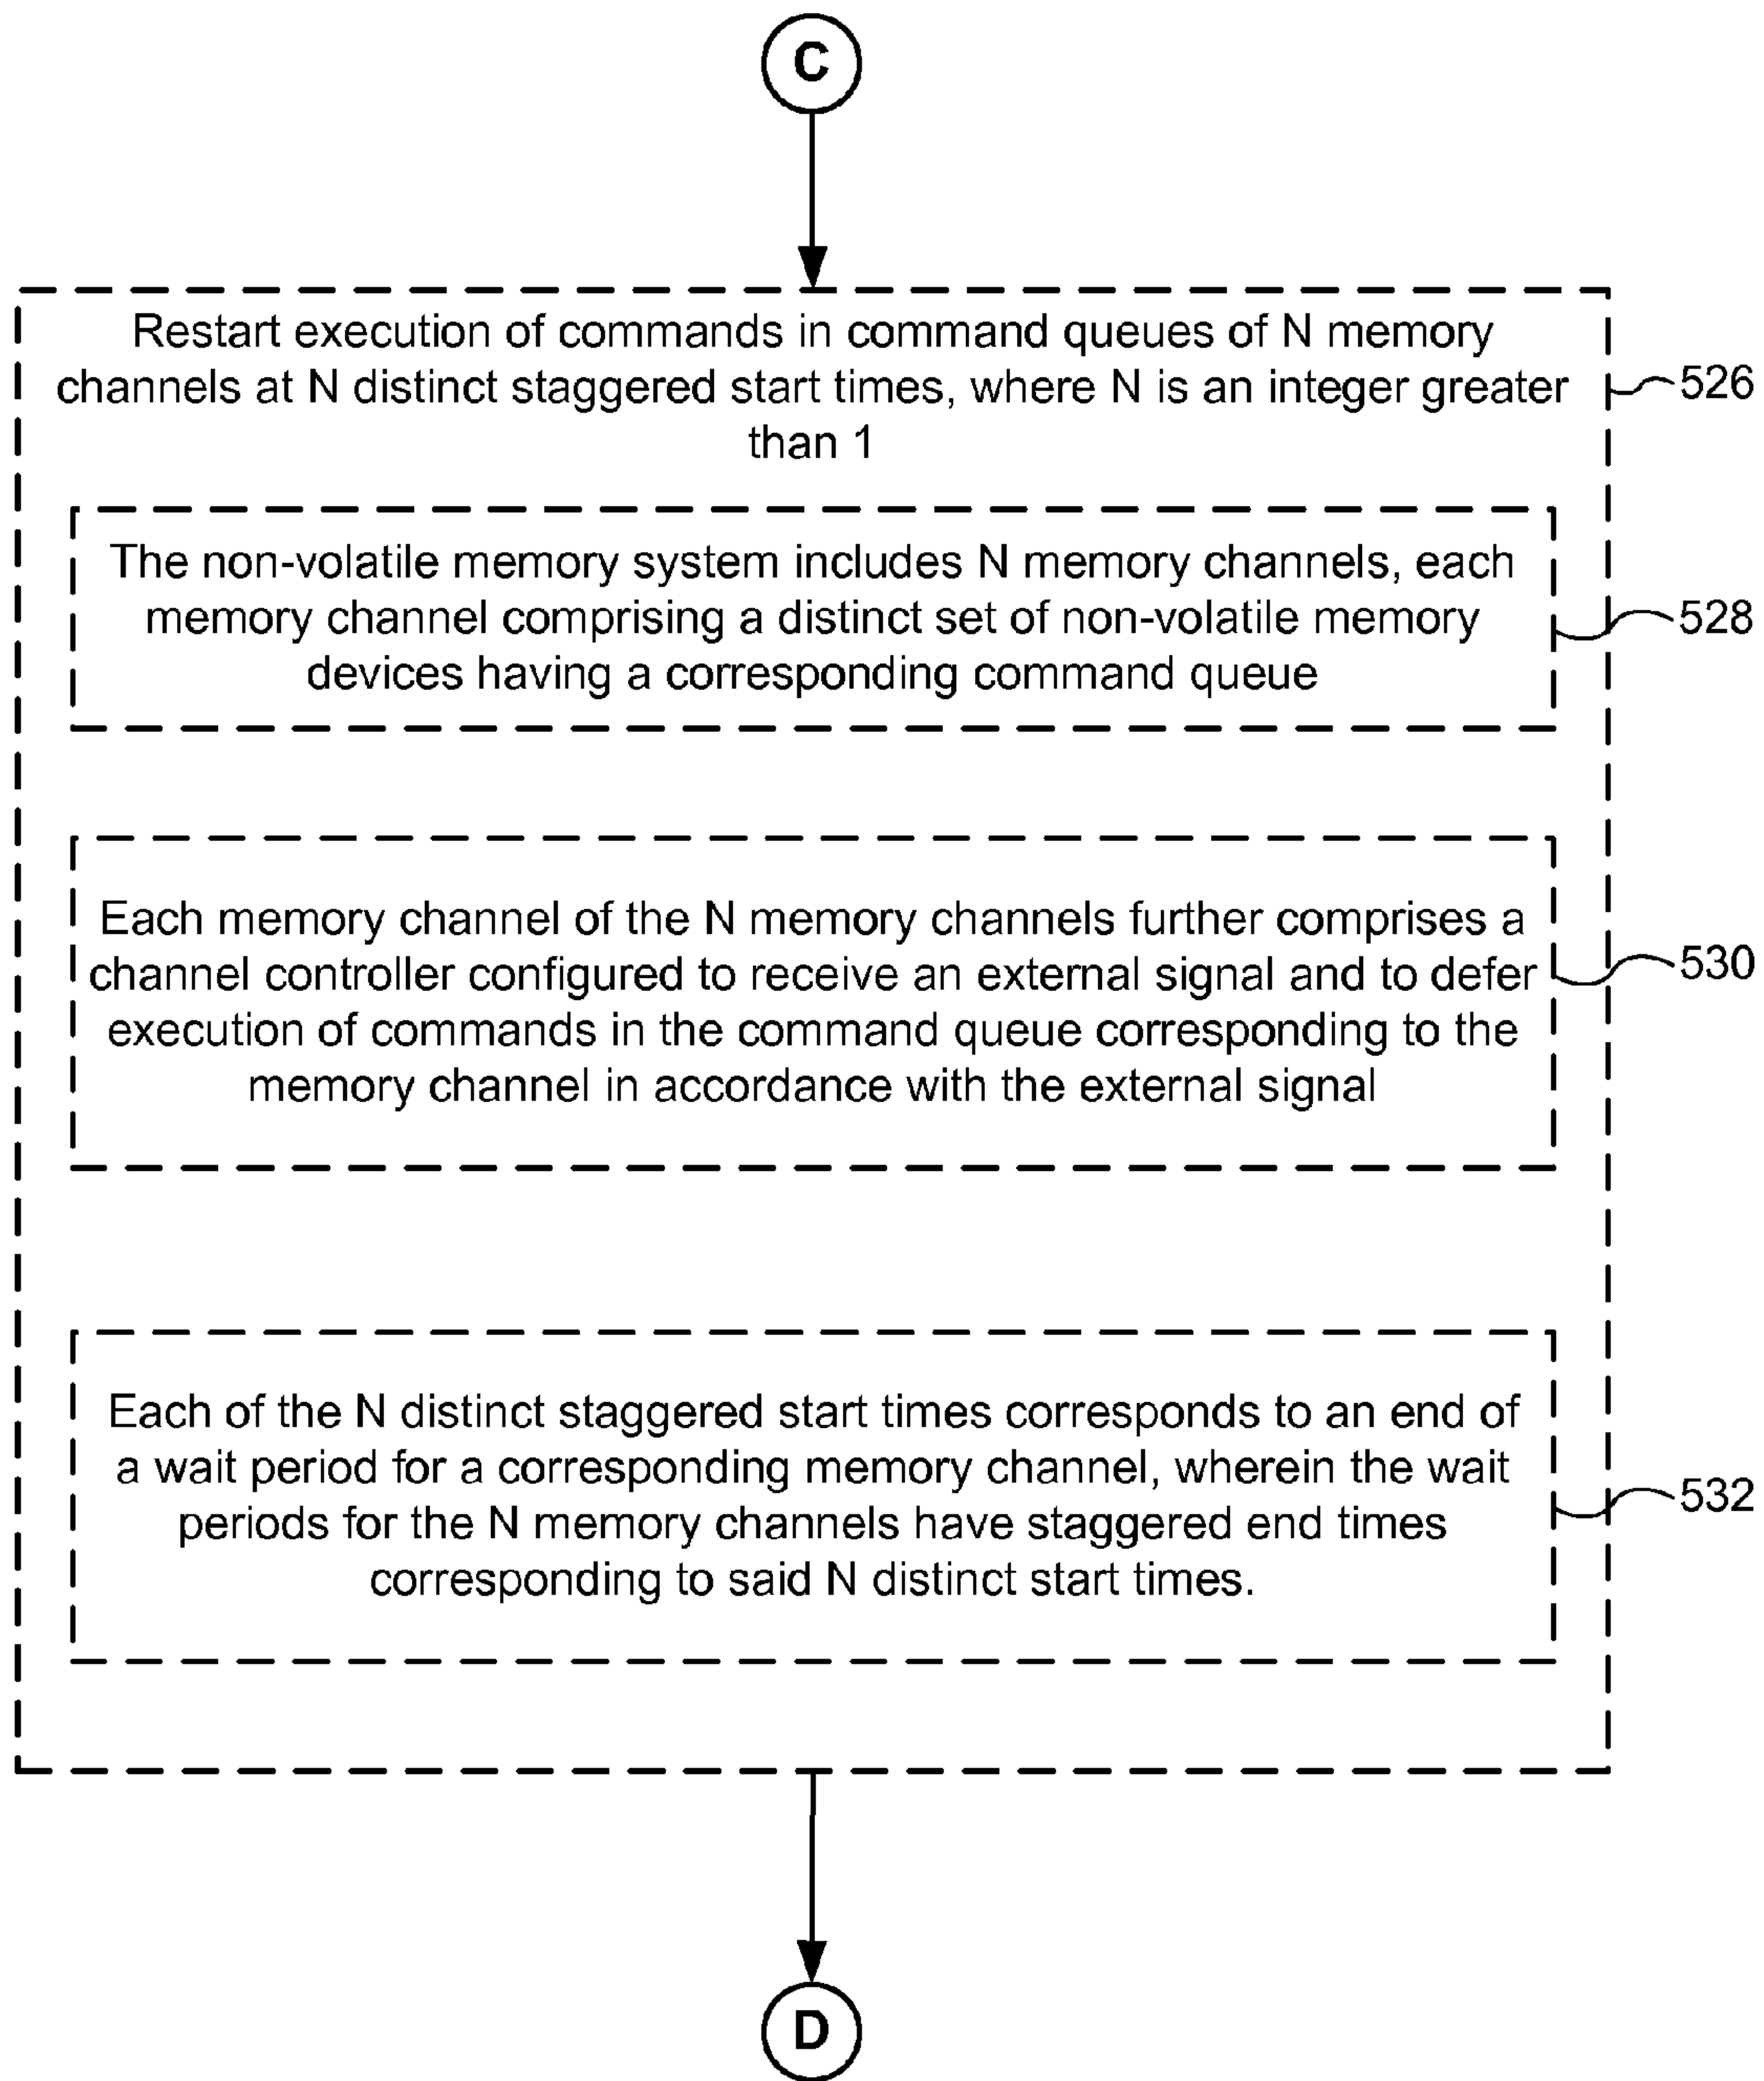 C
Restart execution of commands in command queues of N memory
channels at N distinct staggered start times, where N is an integer greater
than 1
526
The non-volatile memory system includes N memory channels, each
memory channel comprising a distinct set of non-volatile memory
devices having a corresponding command queue
528
Each memory channel of the N memory channels further comprises a
channel controller configured to receive an external signal and to defer
execution of commands in the command queue corresponding to the
memory channel in accordance with the external signal
530
Each of the N distinct staggered start times corresponds to an end of
a wait period for a corresponding memory channel, wherein the wait
periods for the N memory channels have staggered end times
corresponding to said N distinct start times.
532
D